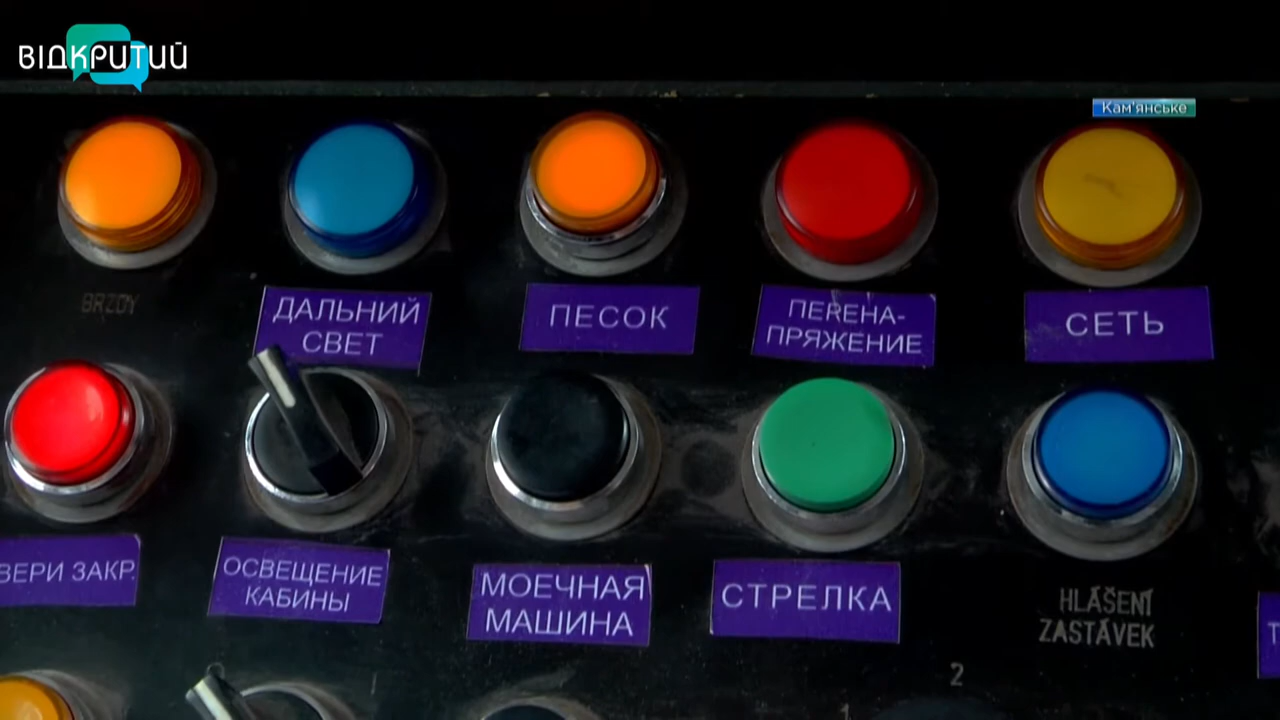 ВІДКРИТИЙ
Кам'янське
BRZDY
ДАЛЬНИЙ
СВЕТ
ПЕСОК
ПЕРЕНА-
ПРЯЖЕНИЕ
СЕТЬ
ВЕРИ ЗАКР.
ОСВЕЩЕНИЕ
КАБИНЫ
МОЕЧНАЯ
МАШИНА
СТРЕЛКА
HLÁŠENÍ
ZASTÁVEK
Т
2
1